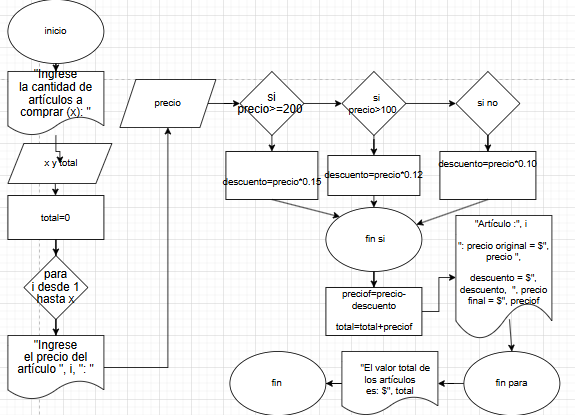 inicio
"Ingrese
la cantidad de
artículos a
comprar (x): "
x y total
total=0
para
i desde 1
hasta x
"Ingrese
el precio del
artículo ", i, ": "
precio
si
precio>=200
si
precio>100
si no
descuento=precio*0.15
descuento=precio*0.12
descuento=precio*0.10
fin si
preciof=precio-
descuento
total=total+preciof
"Artículo :", i
": precio original = $",
precio ",
descuento = $",
descuento, ", precio
final = $", preciof
fin para
"El valor total de
los artículos
es: $", total
fin